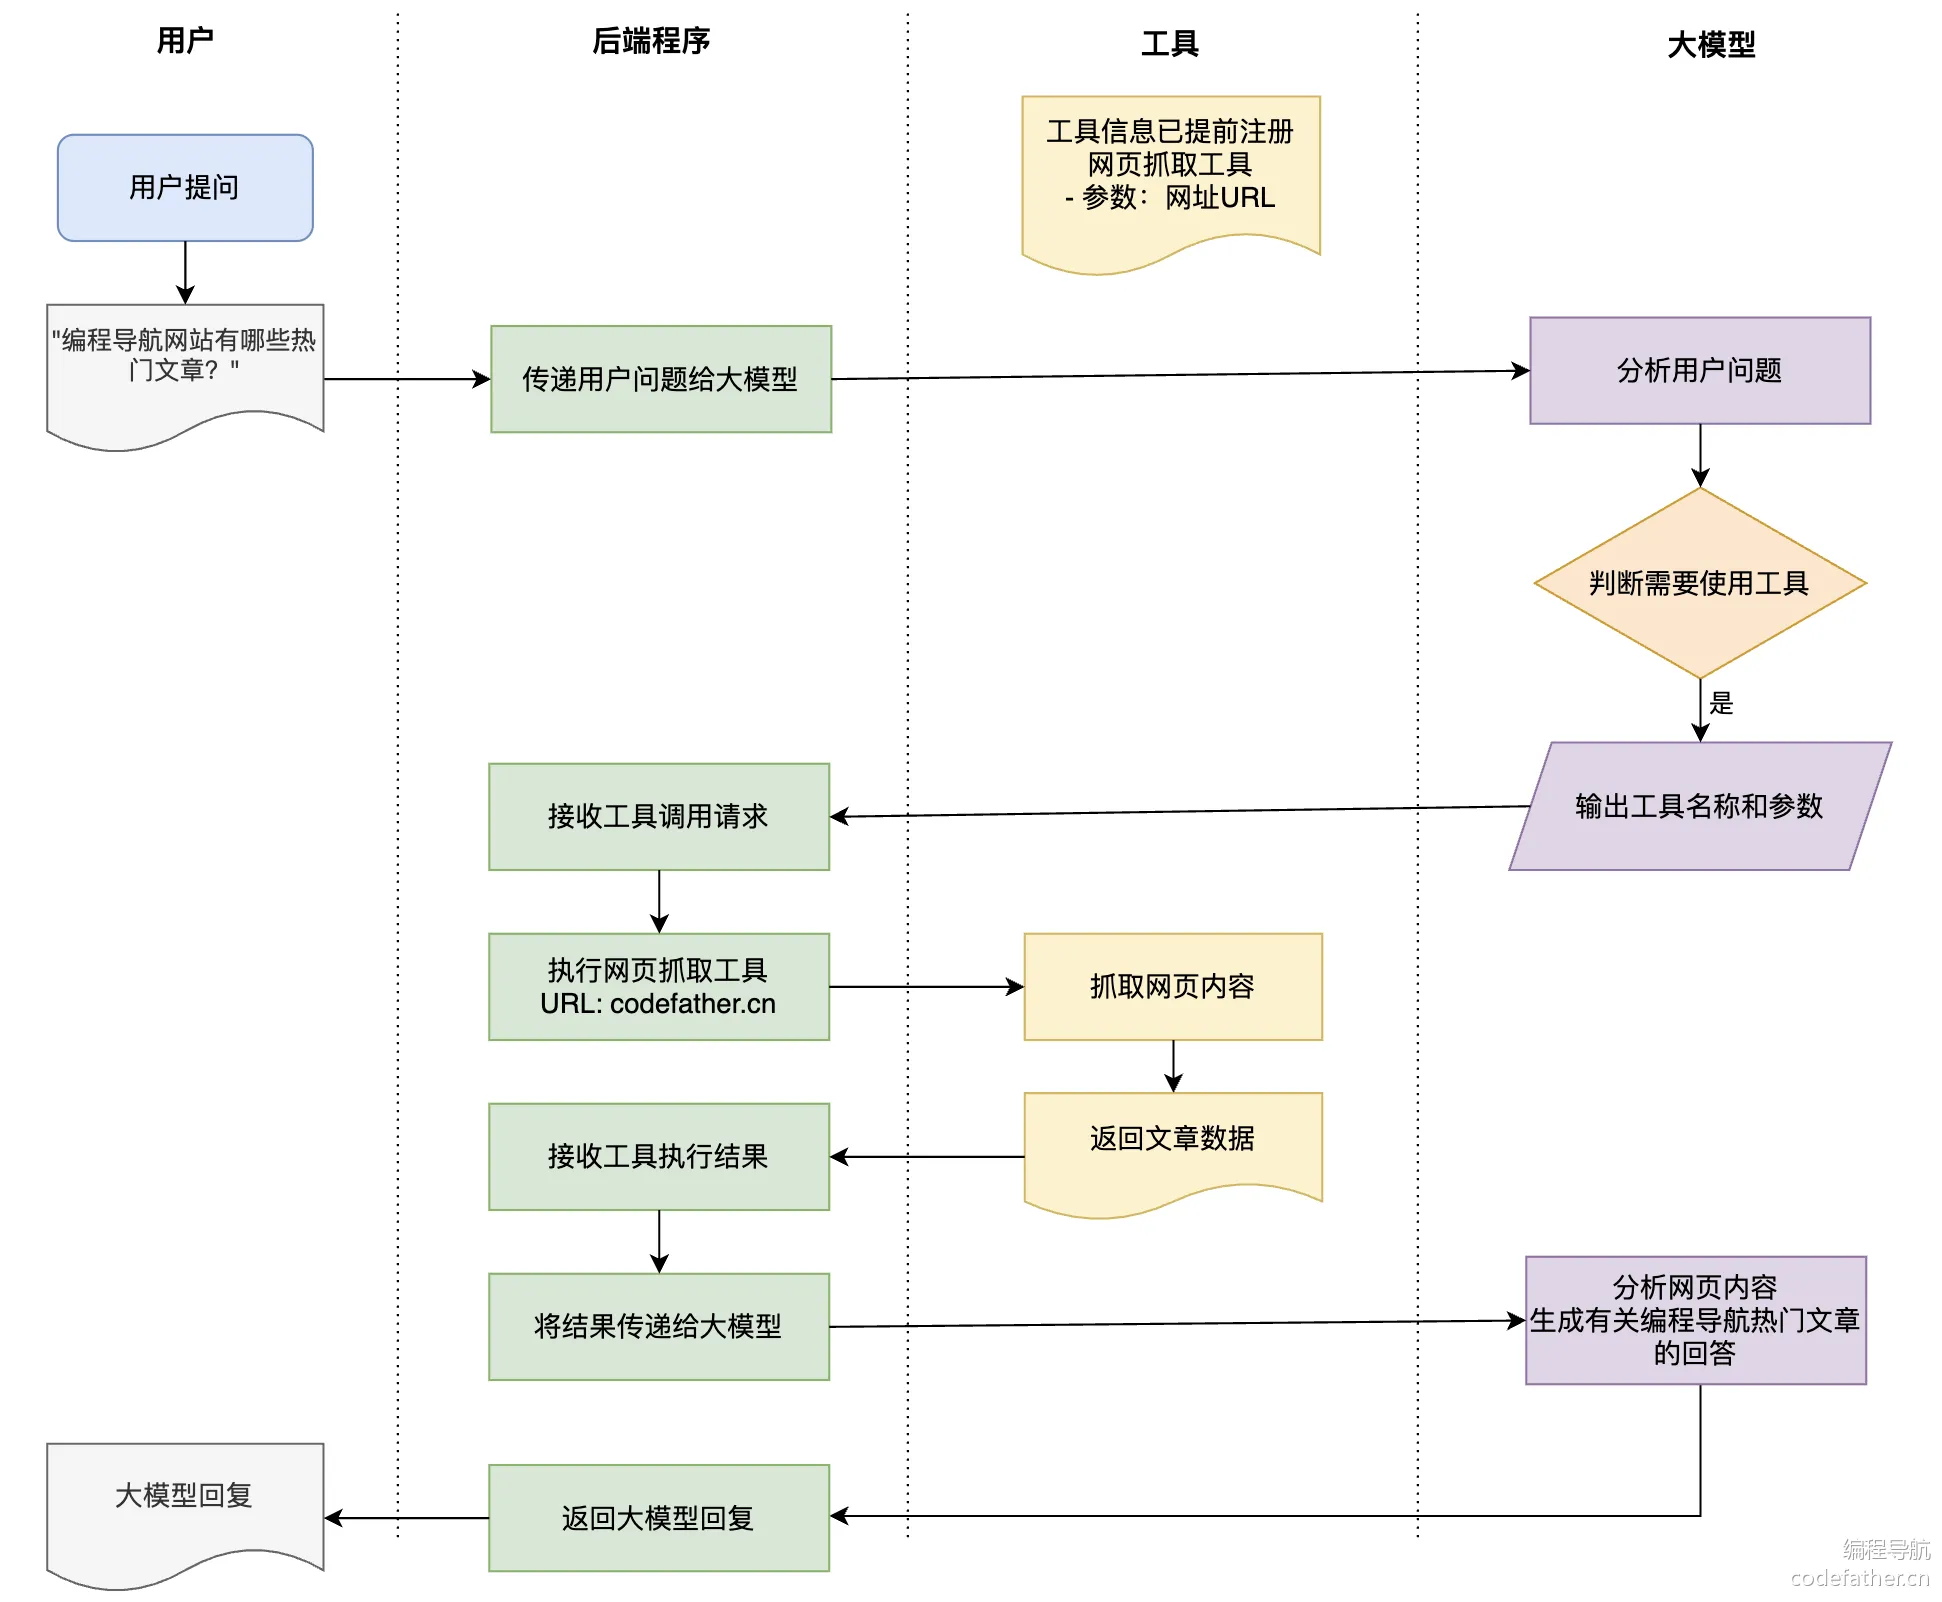 用户
后端程序
工具
大模型
工具信息已提前注册
网页抓取工具
- 参数：网址URL
用户提问
"编程导航网站有哪些热
门文章？"
传递用户问题给大模型
分析用户问题
判断需要使用工具
是
输出工具名称和参数
接收工具调用请求
执行网页抓取工具
URL: codefather.cn
抓取网页内容
返回文章数据
接收工具执行结果
将结果传递给大模型
分析网页内容
生成有关编程导航热门文章
的回答
返回大模型回复
大模型回复
编程导航
codefather.cn